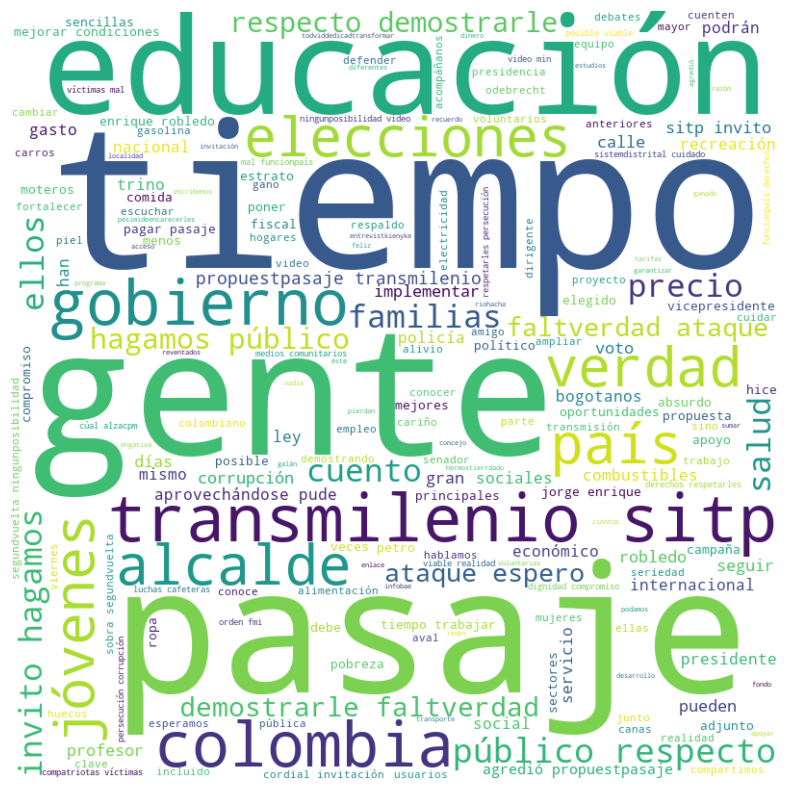 respecto demostrarle
sencillas
debates
cuenten
mejorar condiciones
todviddedicadtransformar
dinero
posible viable
mayor
podrán
educación
acompáñanos
equipo
video min
defender
diferentes
presidencia
estudios
agredió
víctimas mal
odebrecht
razón
cambiar
enrique robledo
ningunposibilidad video
recuerdo
voluntarios
anteriores
sitp invito
gasto
gasolina
invitación
elecciones
nacional
calle
recreación
carros
localidad
mal funcionpaís
sistemdistrital cuidado
moteros
trino
estrato
gano
tiempo
escríbenos
ganado
fortalecer
comida
poner
fiscal
respaldo
electricidad
respetarles persecución
dirigente
funcionpaís derechos
escuchar
pésimideencarecerles
entrevistkienyke
piel
pagar pasaje
hogares
feliz
ellos
han
menos
video
acceso
propuestpasaje transmilenio
proyecto
tarifas
garantizar
precio
programa
implementar
riohacha
elegido
vicepresidente
gobierno
familias
amigo
ampliar
cuidar
faltverdad ataque
hagamos público
policía
político
voto
verdad
compromiso
reventados
medios comunitarios
alivio
éste
bogotanos
hice
nadie
conocer
absurdo
gente
cúal alzacpm
colombiano
pierdan
mejores
cariño
oportunidades
propuesta
parte
transmisión
sino
sumar
engativá
ley
empleo
concejo
país
apoyo
salud
segundvuelta ningunposibilidad
días
galán
demostrando
senador
trabajo
mismo
posible
hermostierrdado
derechos respetarles
corrupción
cuento
gran
sociales
combustibles
aprovechándose pude
principales
jorge enrique
transmilenio sitp
cientos
viernes
veces
petro
hablamos
económico
campaña
invito hagamos
jóvenes
alcalde
enlace
viable realidad
voluntarias
robledo
seriedad
seguir
ataque espero
luchas cafeteras
conoce
alimentación
infobae
dignidad compromiso
internacional
sobra segundvuelta
persecución corrupción
ropa
orden fmi
debe
tiempo trabajar
mujeres
podamos
ellas
pasaje
aval
redes
sectores
servicio
pobreza
presidente
desarrollo
fondo
huecos
demostrarle faltverdad
junto
pueden
esperamos
pública
transporte
social
canas
adjunto
apoyar
profesor
colombia
público respecto
realidad
clave
compatriotas víctimas
incluido
cordial invitación
usuarios
agredió propuestpasaje
compartimos